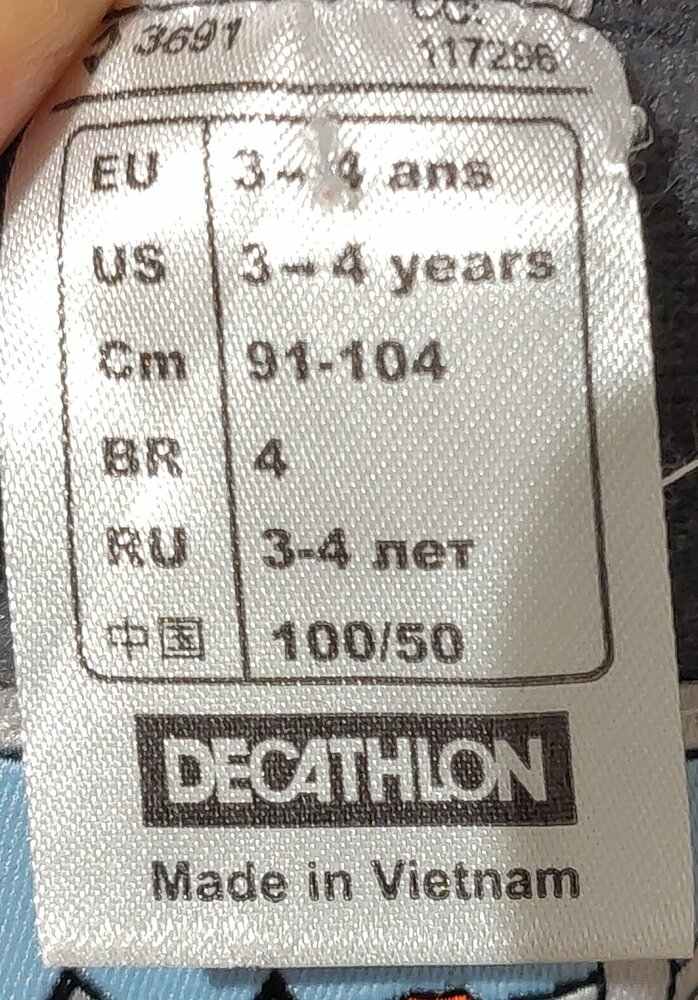 3691
CC:
117296
EU 3-4 ans
US 3-4 years
Cm 91-104
BR 4
RU 3-4 лет
中国 100/50
DECATHLON
Made in Vietnam